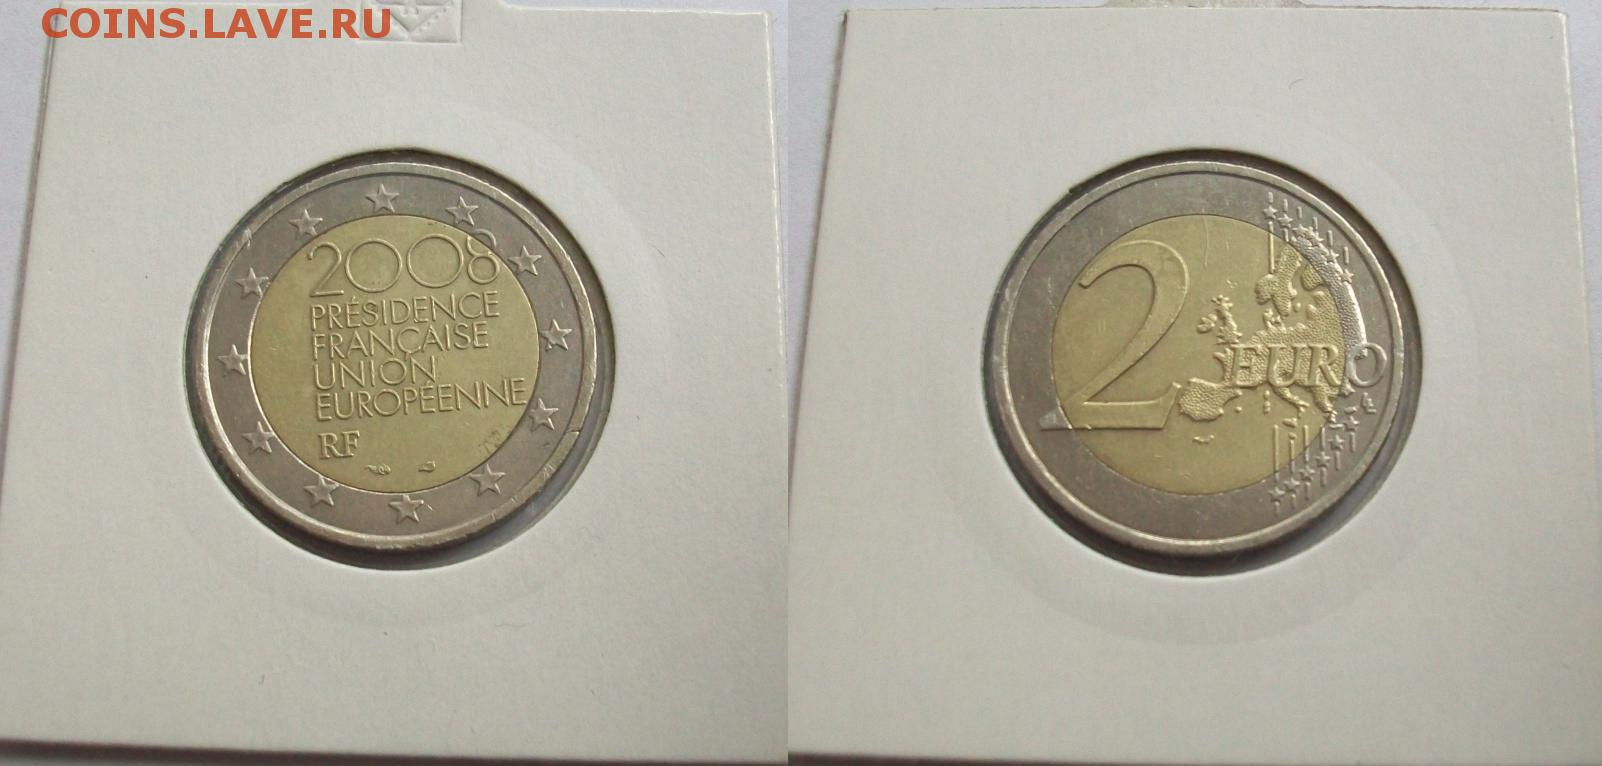 COINS.LAVE.RU
2008
PRÉSIDENCE
FRANÇAISE
UNION
EUROPÉENNE
RF
2 EURO